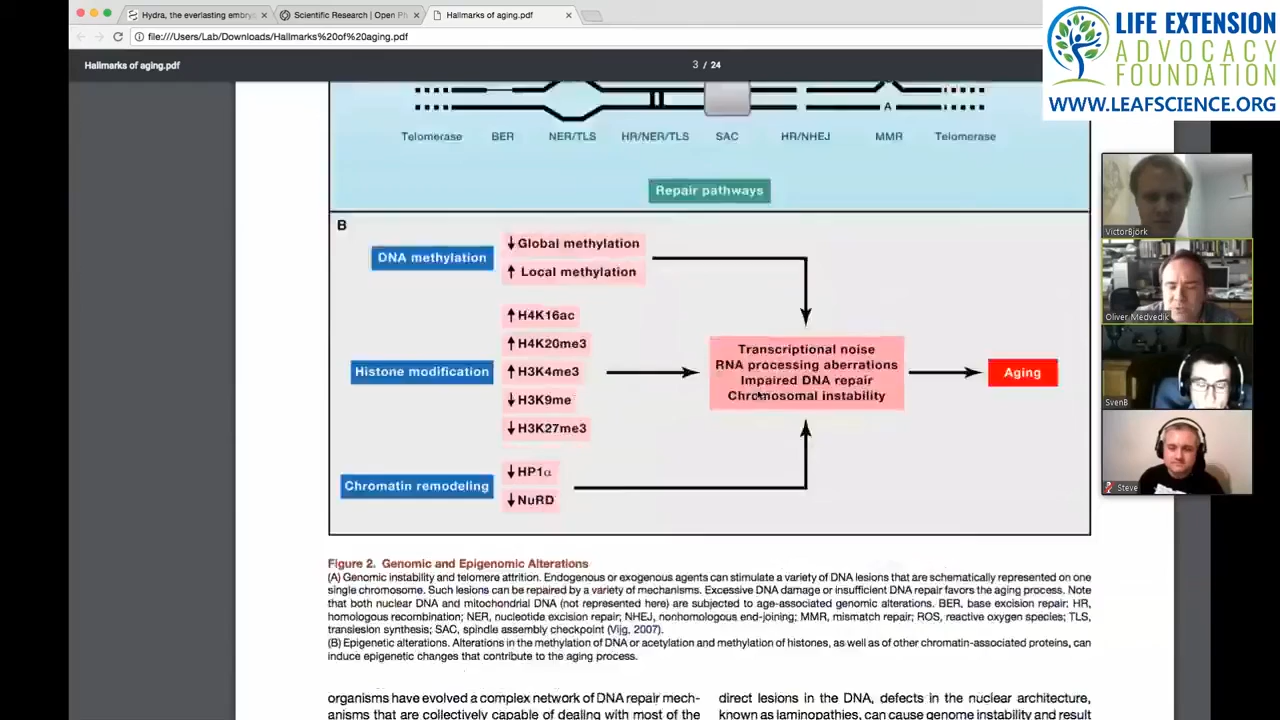 Hydra, the everlasting embry
Scientific Research | Open Ph
Hallmarks of aging.pdf
file:///Users/Lab/Downloads/Hallmarks%20of%20aging.pdf
Hallmarks of aging.pdf
3 / 24
LIFE EXTENSION
ADVOCACY
FOUNDATION
WWW.LEAFSCIENCE.ORG
A
Telomerase
BER
NER/TLS
HR/NER/TLS
SAC
HR/NHEJ
MMR
Telomerase
Repair pathways
B
DNA methylation
↓ Global methylation
↑ Local methylation
Histone modification
↑ H4K16ac
↑ H4K20me3
↑ H3K4me3
↓ H3K9me
↓ H3K27me3
Chromatin remodeling
↓ HP1α
↓ NuRD
Transcriptional noise
RNA processing aberrations
Impaired DNA repair
Chromosomal instability
Aging
VictorBjörk
Oliver Medvedik
SvenB
Steve
Figure 2. Genomic and Epigenomic Alterations
(A) Genomic instability and telomere attrition. Endogenous or exogenous agents can stimulate a variety of DNA lesions that are schematically represented on one
single chromosome. Such lesions can be repaired by a variety of mechanisms. Excessive DNA damage or insufficient DNA repair favors the aging process. Note
that both nuclear DNA and mitochondrial DNA (not represented here) are subjected to age-associated genomic alterations. BER, base excision repair; HR,
homologous recombination; NER, nucleotide excision repair; NHEJ, nonhomologous end-joining; MMR, mismatch repair; ROS, reactive oxygen species; TLS,
translesion synthesis; SAC, spindle assembly checkpoint (Vijg, 2007).
(B) Epigenetic alterations. Alterations in the methylation of DNA or acetylation and methylation of histones, as well as of other chromatin-associated proteins, can
induce epigenetic changes that contribute to the aging process.
organisms have evolved a complex network of DNA repair mech-
anisms that are collectively capable of dealing with most of the
direct lesions in the DNA, defects in the nuclear architecture,
known as laminopathies, can cause genome instability and result